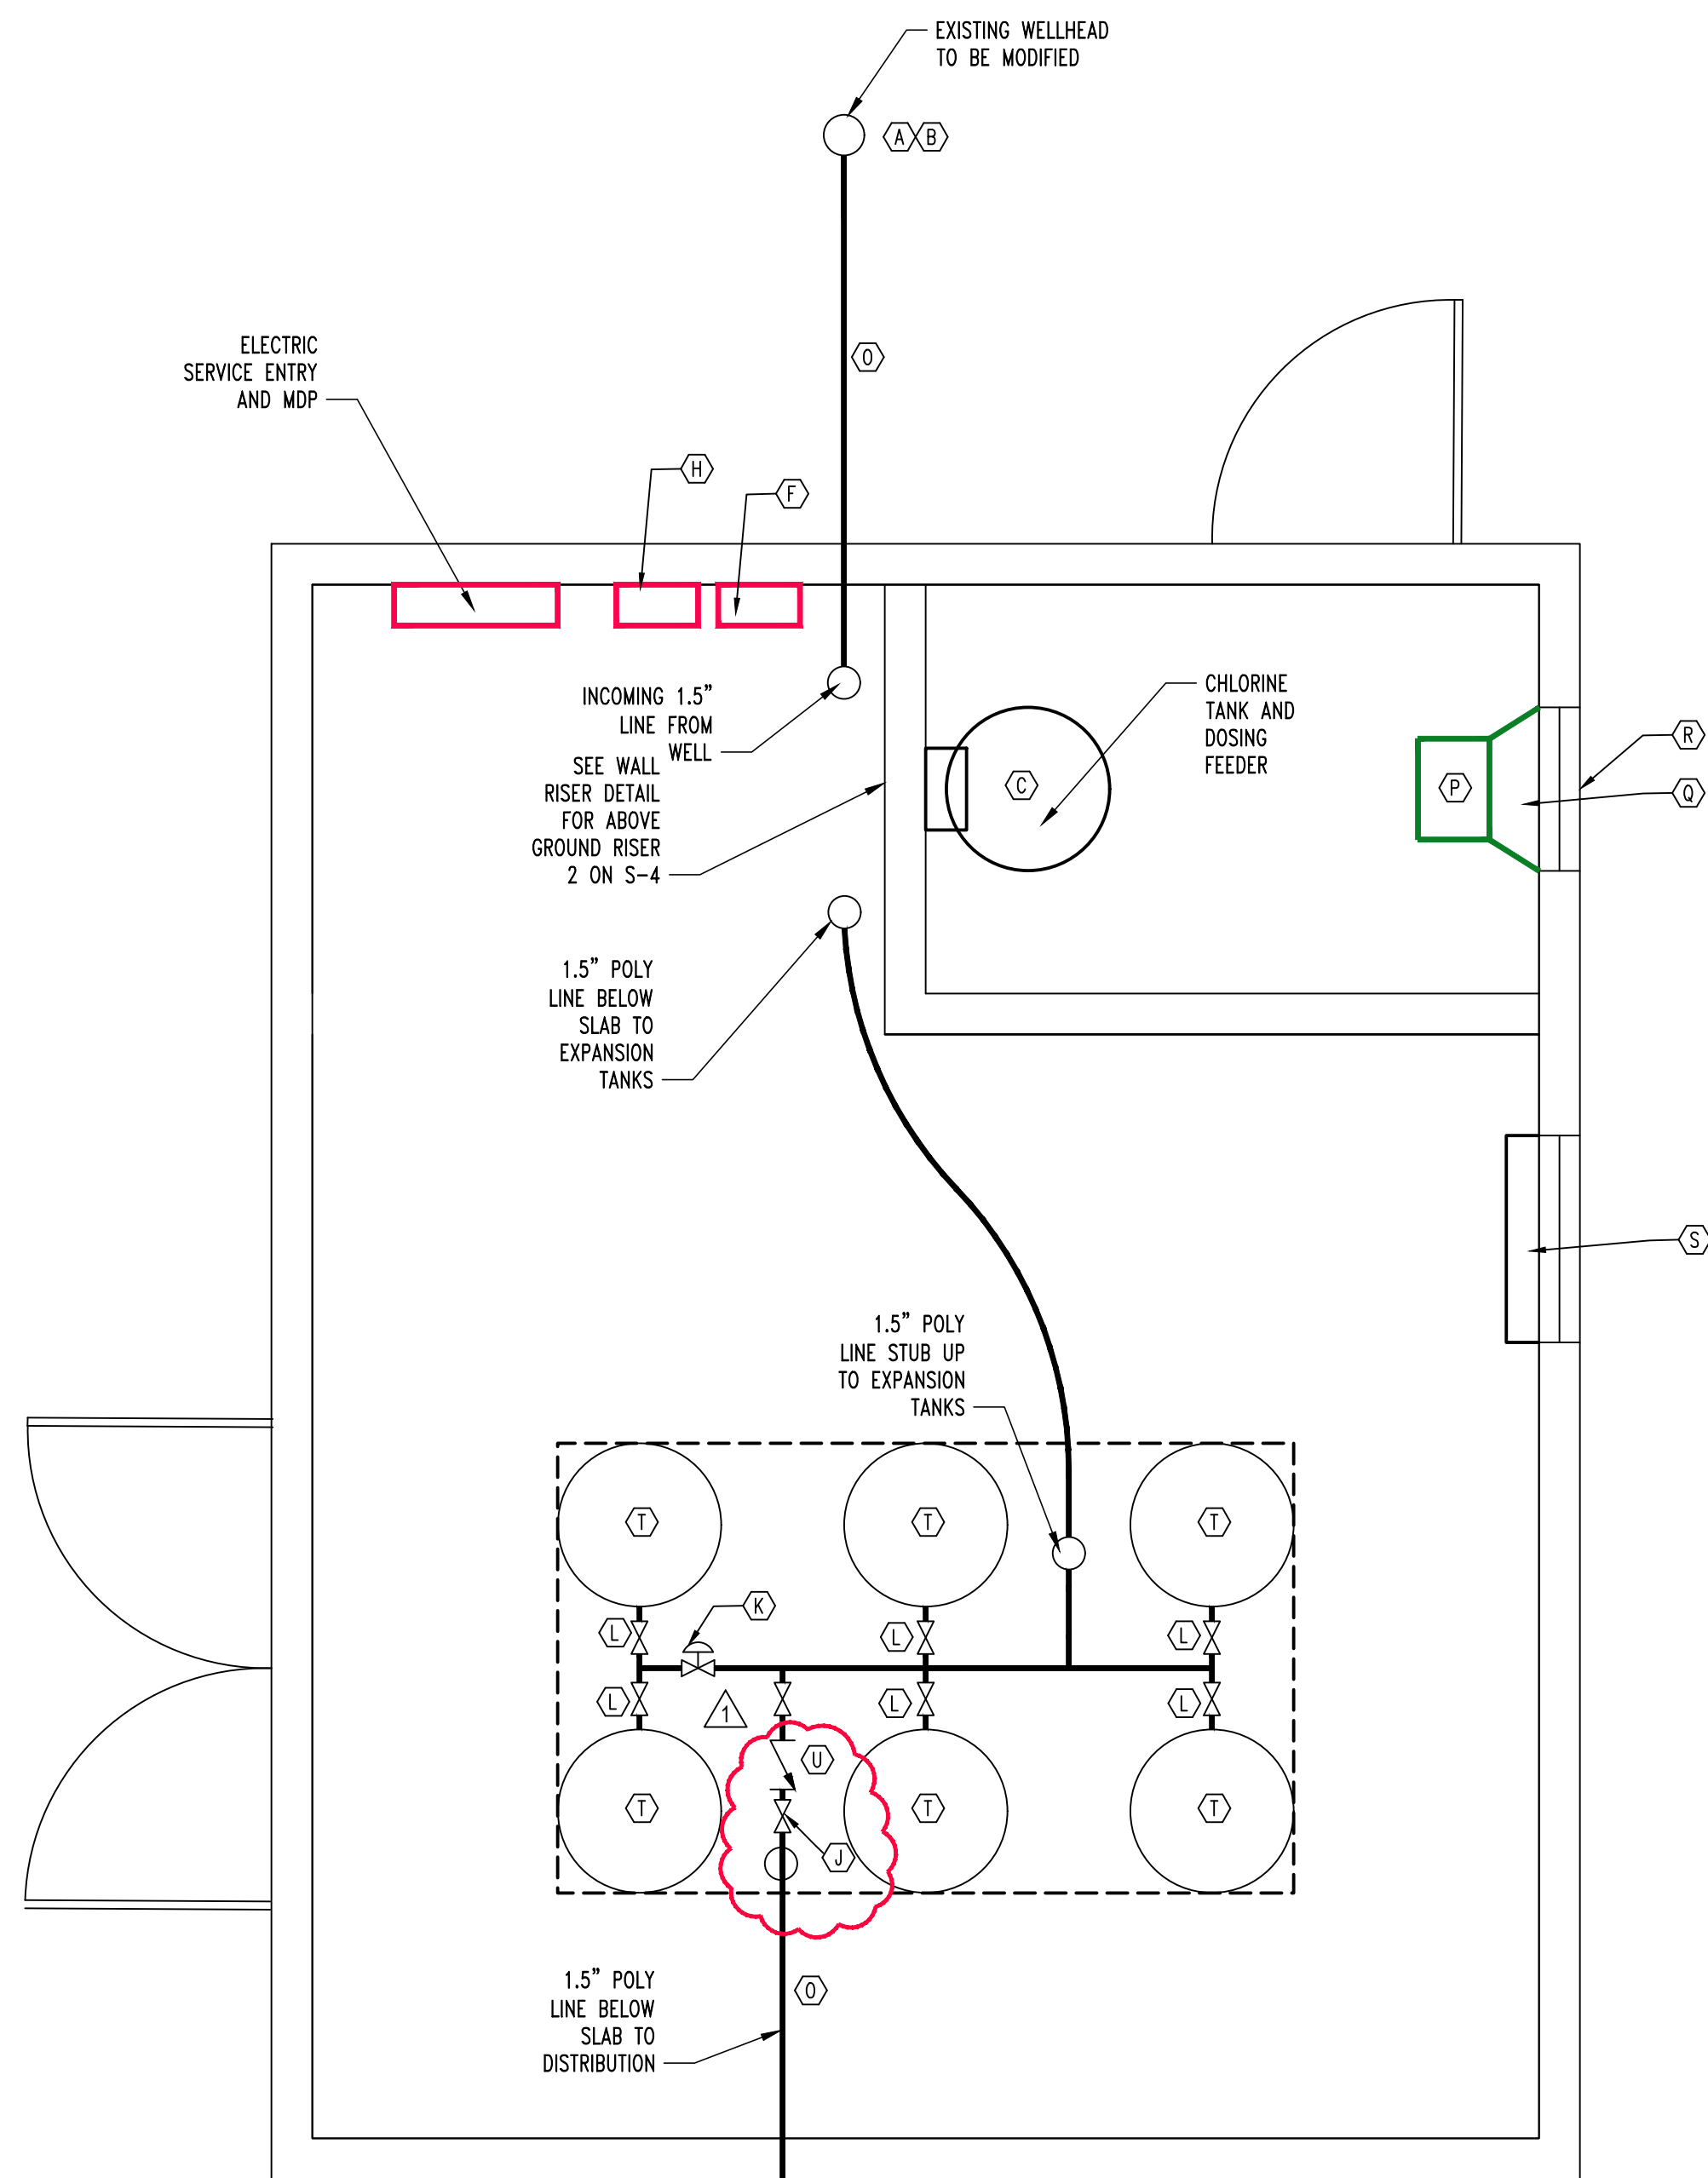 EXISTING WELLHEAD
TO BE MODIFIED
A B
O
ELECTRIC
SERVICE ENTRY
AND MDP
H
F
INCOMING 1.5"
LINE FROM
WELL
SEE WALL
RISER DETAIL
FOR ABOVE
GROUND RISER
2 ON S-4
CHLORINE
TANK AND
DOSING
FEEDER
C
P
R
Q
1.5" POLY
LINE BELOW
SLAB TO
EXPANSION
TANKS
S
1.5" POLY
LINE STUB UP
TO EXPANSION
TANKS
T T T
K
L L L
L L L
1
U
T T T
J
O
1.5" POLY
LINE BELOW
SLAB TO
DISTRIBUTION